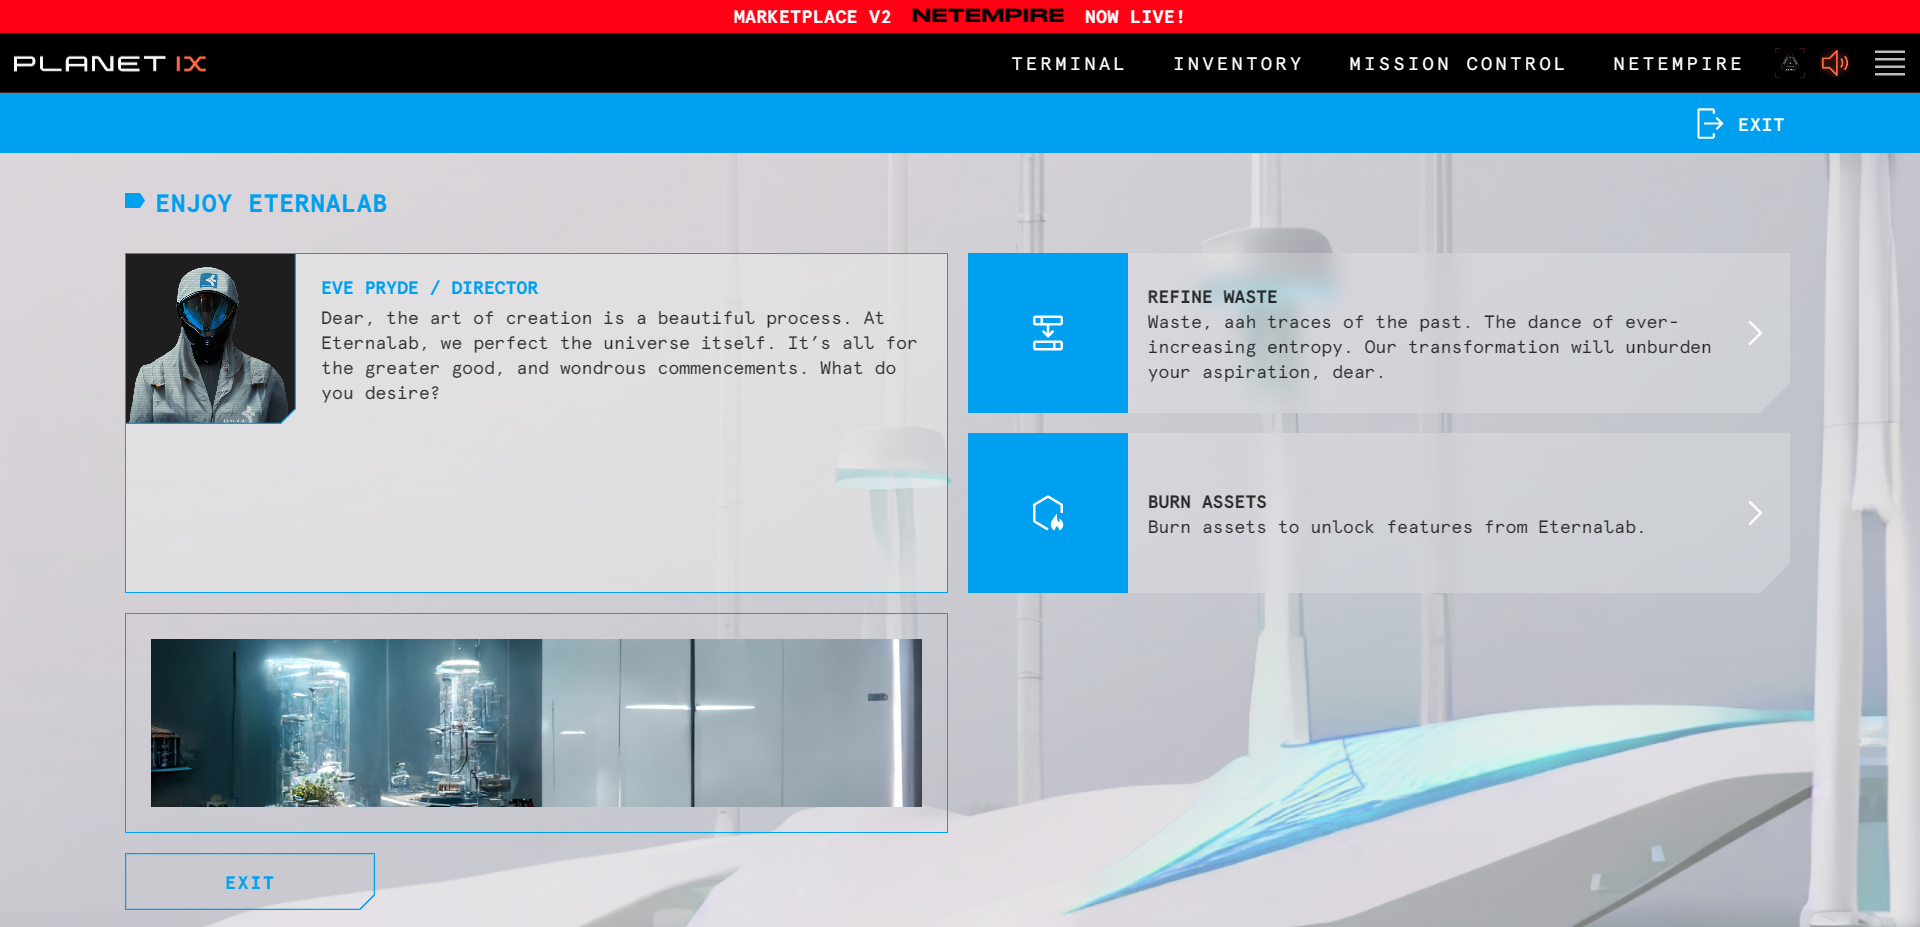 MARKETPLACE V2 NETEMPIRE NOW LIVE!
PLANET IX
TERMINAL INVENTORY MISSION CONTROL NETEMPIRE
EXIT
ENJOY ETERNALAB
EVE PRYDE / DIRECTOR
Dear, the art of creation is a beautiful process. At
Eternalab, we perfect the universe itself. It’s all for
the greater good, and wondrous commencements. What do
you desire?
REFINE WASTE
Waste, aah traces of the past. The dance of ever-
increasing entropy. Our transformation will unburden
your aspiration, dear.
BURN ASSETS
Burn assets to unlock features from Eternalab.
EXIT